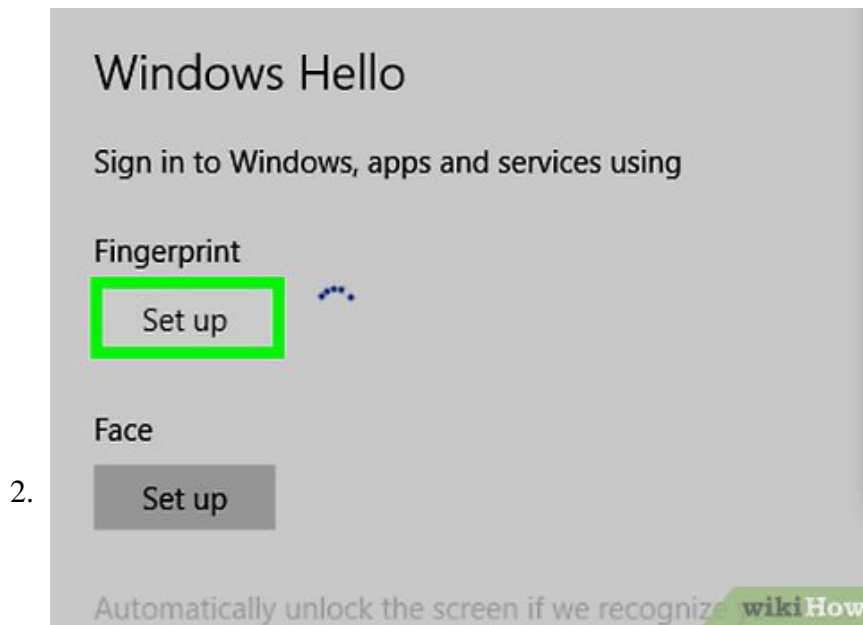 Windows Hello
Sign in to Windows, apps and services using
Fingerprint
Set up
Face
2.
Set up
Automatically unlock the screen if we recognize
wikiHow